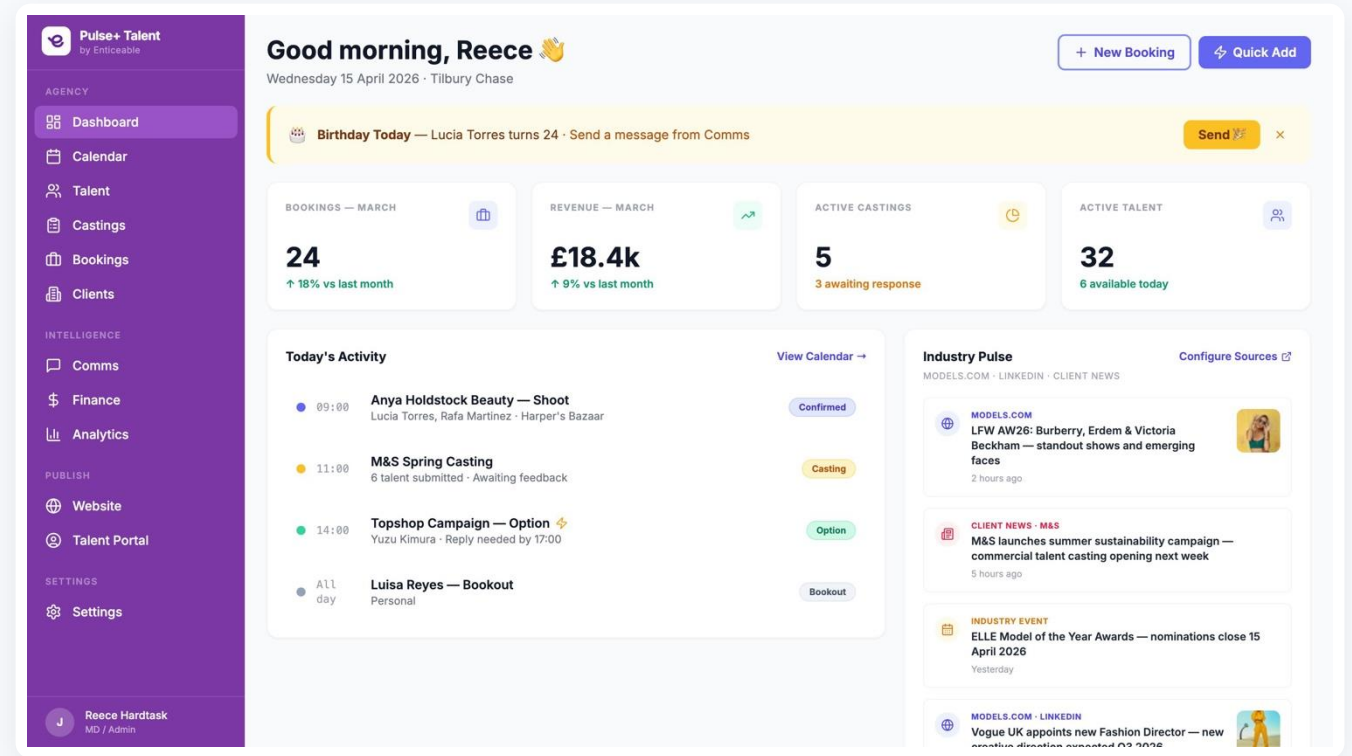 Pulse+ Talent
by Enticeable
AGENCY
Dashboard
Calendar
Talent
Castings
Bookings
Clients
INTELLIGENCE
Comms
Finance
Analytics
PUBLISH
Website
Talent Portal
SETTINGS
Settings
J
Reece Hardtask
MD / Admin
Good morning, Reece 👋
Wednesday 15 April 2026 · Tilbury Chase
+ New Booking
Quick Add
Birthday Today — Lucia Torres turns 24 · Send a message from Comms
Send 🎉
×
BOOKINGS — MARCH
24
↑ 18% vs last month
REVENUE — MARCH
£18.4k
↑ 9% vs last month
ACTIVE CASTINGS
5
3 awaiting response
ACTIVE TALENT
32
6 available today
Today's Activity
View Calendar →
09:00
Anya Holdstock Beauty — Shoot
Lucia Torres, Rafa Martinez · Harper's Bazaar
Confirmed
11:00
M&S Spring Casting
6 talent submitted · Awaiting feedback
Casting
14:00
Topshop Campaign — Option ⚡
Yuzu Kimura · Reply needed by 17:00
Option
All
day
Luisa Reyes — Bookout
Personal
Bookout
Industry Pulse
Configure Sources
MODELS.COM · LINKEDIN · CLIENT NEWS
MODELS.COM
LFW AW26: Burberry, Erdem & Victoria
Beckham — standout shows and emerging
faces
2 hours ago
CLIENT NEWS · M&S
M&S launches summer sustainability campaign —
commercial talent casting opening next week
5 hours ago
INDUSTRY EVENT
ELLE Model of the Year Awards — nominations close 15
April 2026
Yesterday
MODELS.COM · LINKEDIN
Vogue UK appoints new Fashion Director — new
creative direction expected Q3 2026